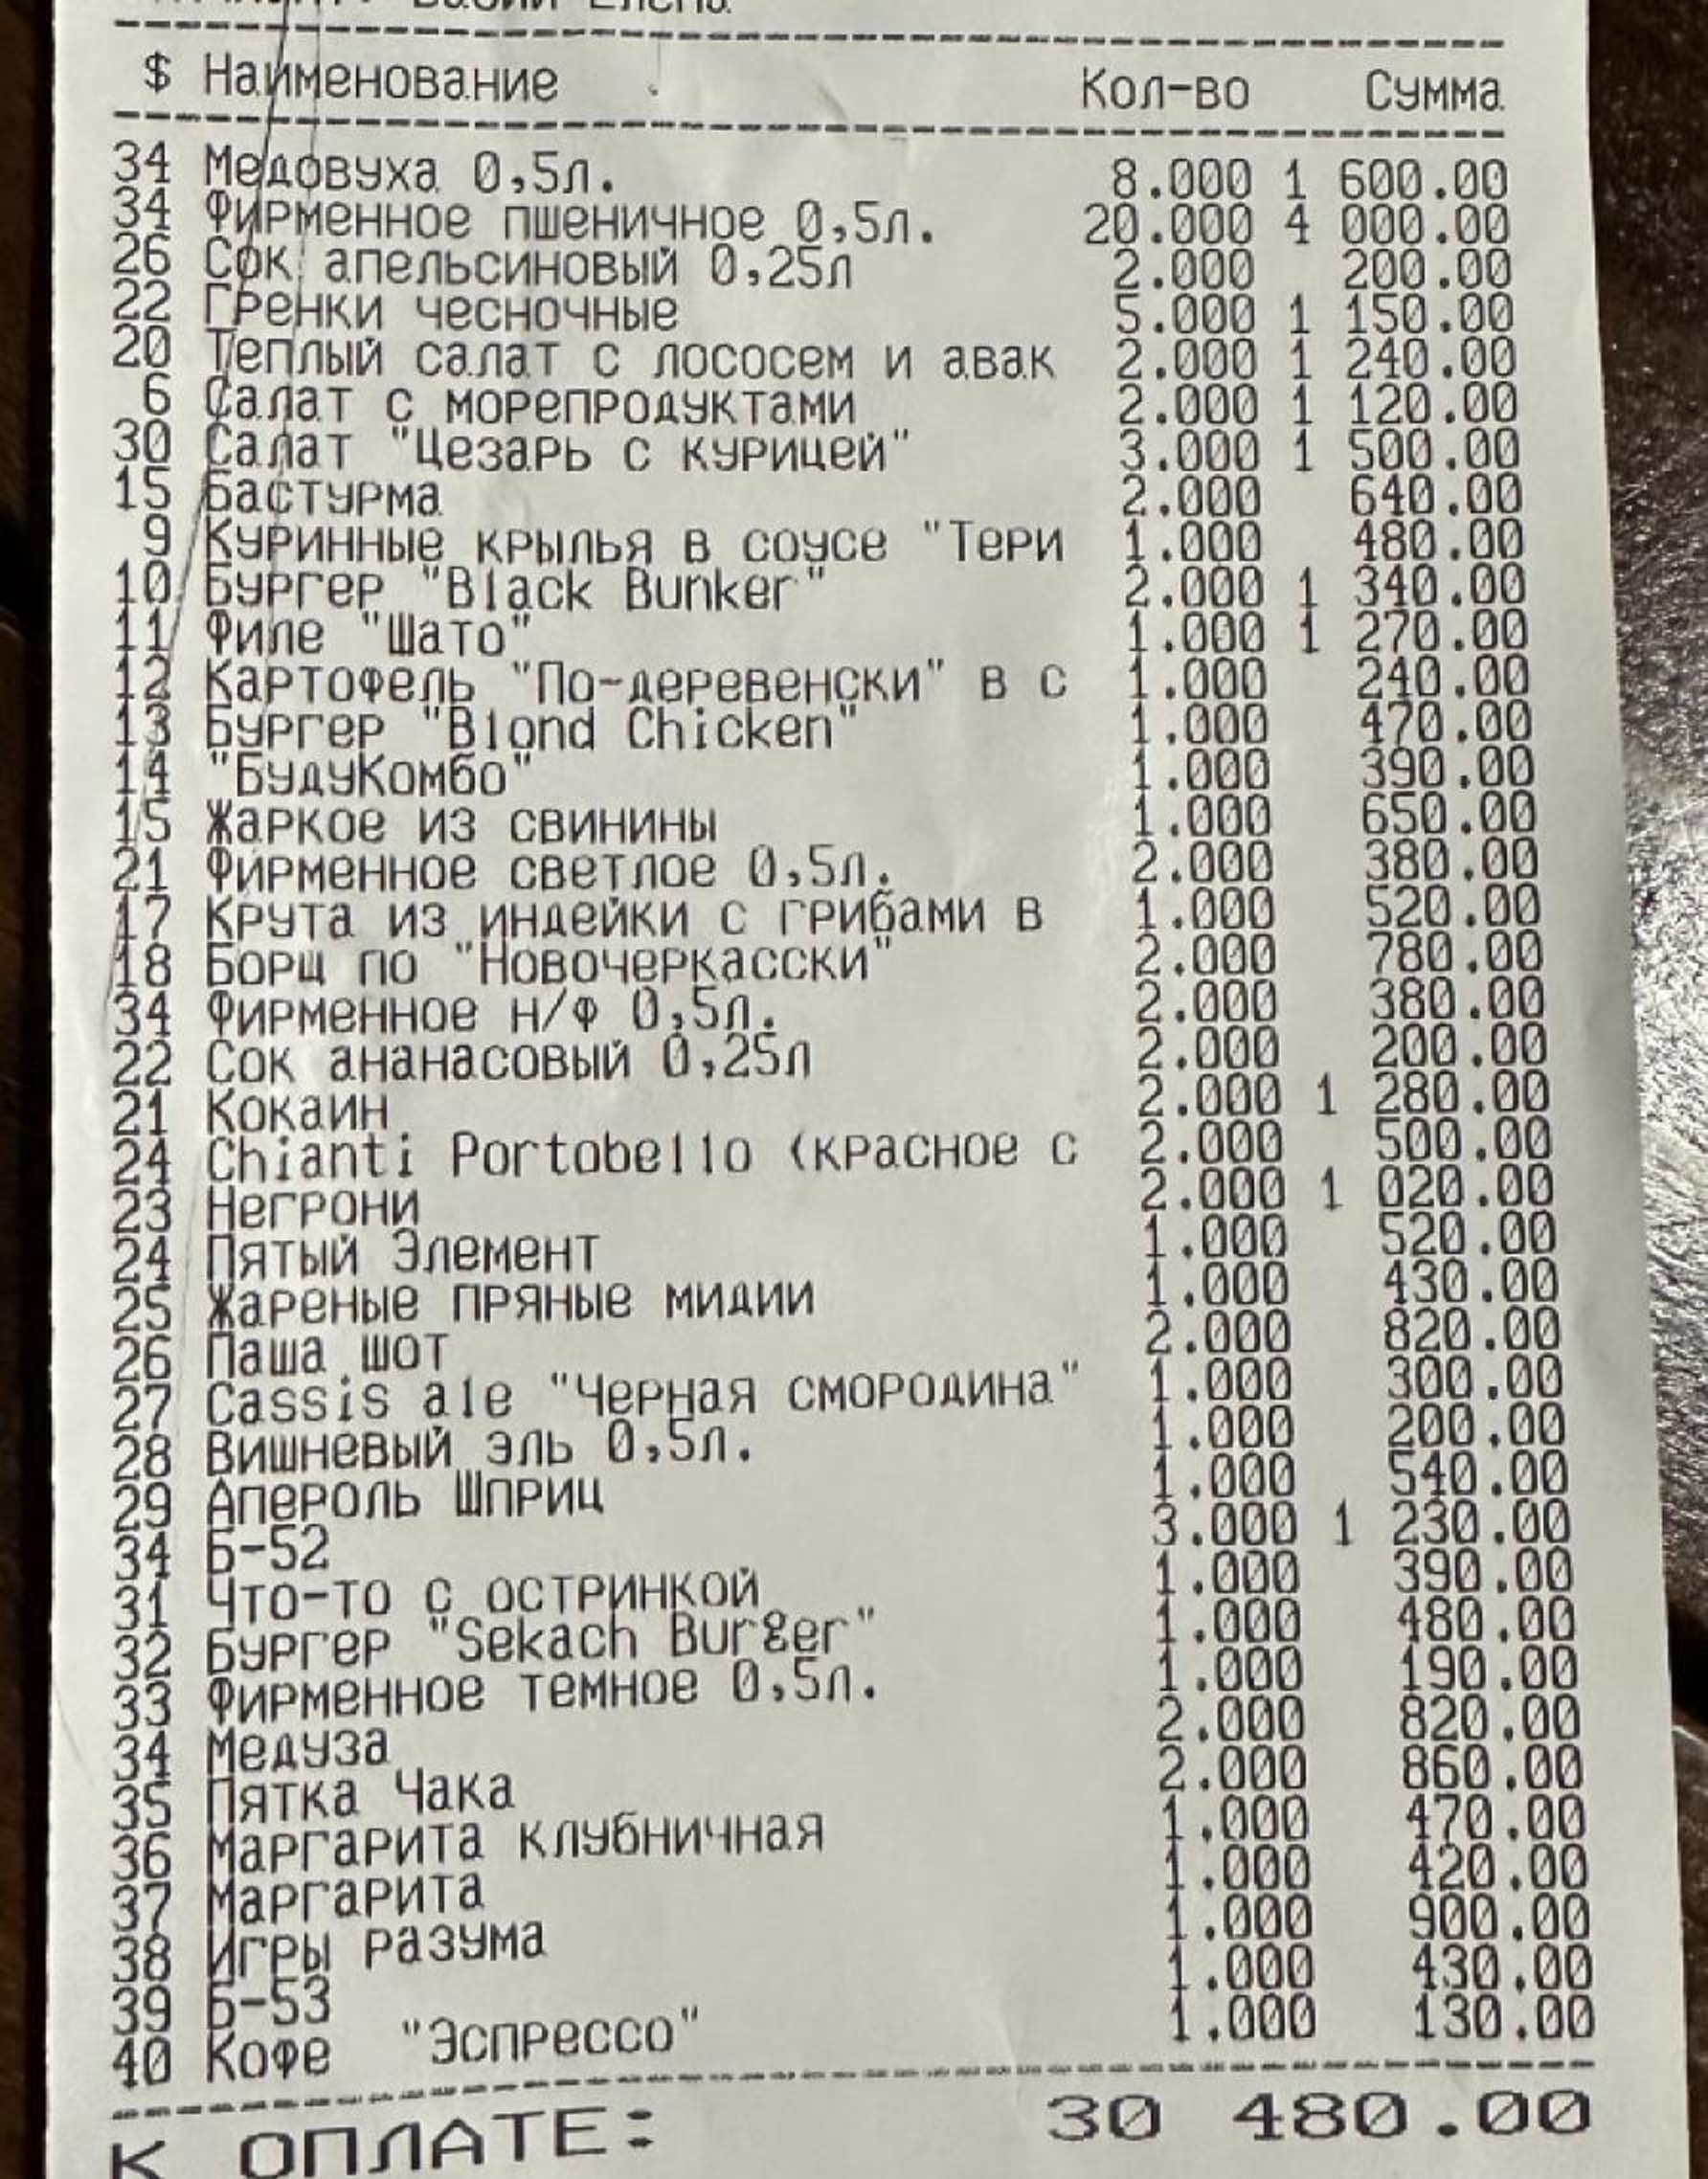 $ Наименование Кол-во Сумма
34 Медовуха 0,5л. 8.000 1 600.00
34 Фирменное пшеничное 0,5л. 20.000 4 000.00
26 Сок апельсиновый 0,25л 2.000 200.00
22 Гренки чесночные 5.000 1 150.00
20 Теплый салат с лососем и авак 2.000 1 240.00
6 Салат с морепродуктами 2.000 1 120.00
30 Салат "Цезарь с курицей" 3.000 1 500.00
15 Бастурма 2.000 640.00
9 Куринные крылья в соусе "Тери 1.000 480.00
10 Бургер "Black Bunker" 2.000 1 340.00
11 Филе "Шато" 1.000 1 270.00
12 Картофель "По-деревенски" в с 1.000 240.00
13 Бургер "Blond Chicken" 1.000 470.00
14 "БудуКомбо" 1.000 390.00
15 Жаркое из свинины 1.000 650.00
21 Фирменное светлое 0,5л. 2.000 380.00
17 Крута из индейки с грибами в 1.000 520.00
18 Борщ по "Новочеркасски" 2.000 780.00
34 Фирменное н/ф 0,5л. 2.000 380.00
22 Сок ананасовый 0,25л 2.000 200.00
21 Кокаин 2.000 1 280.00
24 Chianti Portobello (красное с 2.000 500.00
23 Негрони 2.000 1 020.00
24 Пятый Элемент 1.000 520.00
25 Жареные пряные мидии 1.000 430.00
26 Паша шот 2.000 820.00
27 Cassis ale "Черная смородина" 1.000 300.00
28 Вишневый эль 0,5л. 1.000 200.00
29 Апероль Шприц 1.000 540.00
34 Б-52 3.000 1 230.00
31 Что-то с остринкой 1.000 390.00
32 Бургер "Sekach Burger" 1.000 480.00
33 Фирменное темное 0,5л. 1.000 190.00
34 Медуза 2.000 820.00
35 Пятка Чака 2.000 860.00
36 Маргарита клубничная 1.000 470.00
37 Маргарита 1.000 420.00
38 Игры разума 1.000 900.00
39 Б-53 1.000 430.00
40 Кофе "Эспрессо" 1.000 130.00
К ОПЛАТЕ: 30 480.00